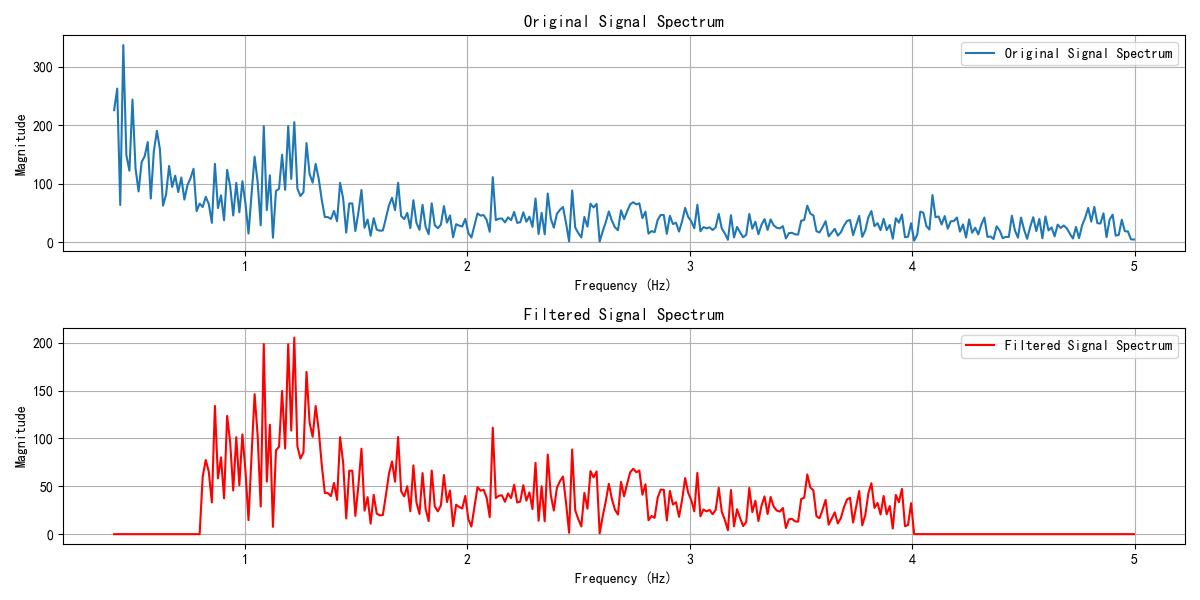 Original Signal Spectrum
Original Signal Spectrum
Magnitude
300
200
100
0
1 2 3 4 5
Frequency (Hz)
Filtered Signal Spectrum
Filtered Signal Spectrum
Magnitude
200
150
100
50
0
1 2 3 4 5
Frequency (Hz)